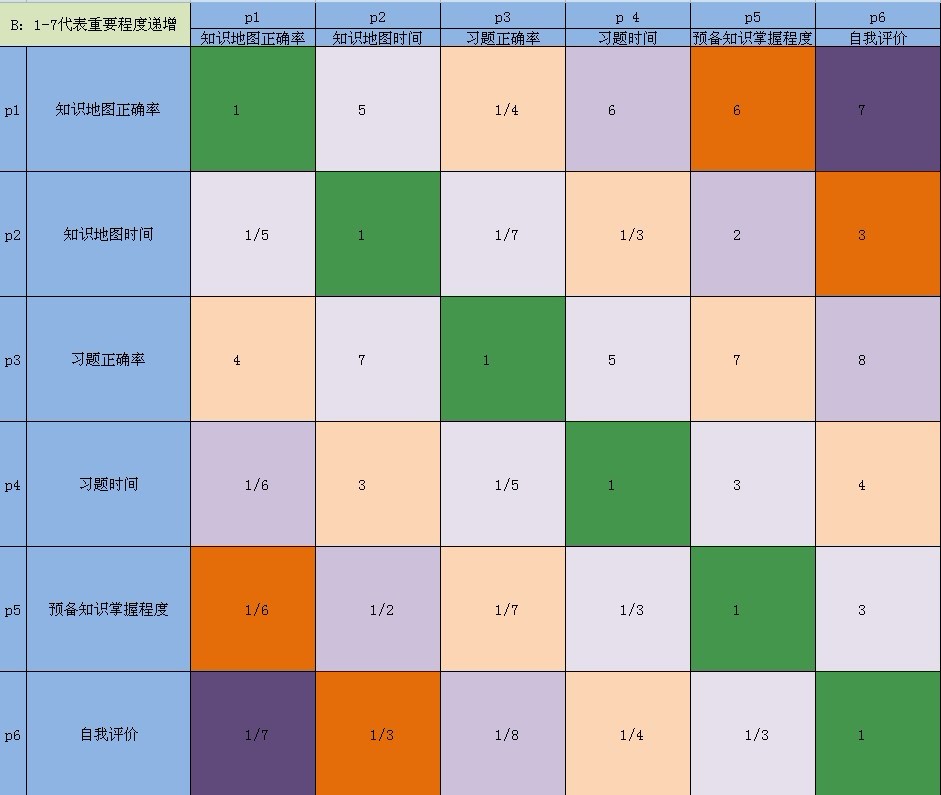 B: 1-7代表重要程度递增 p1 p2 p3 p 4 p5 p6
知识地图正确率 知识地图时间 习题正确率 习题时间 预备知识掌握程度 自我评价
p1 知识地图正确率 1 5 1/4 6 6 7
p2 知识地图时间 1/5 1 1/7 1/3 2 3
p3 习题正确率 4 7 1 5 7 8
p4 习题时间 1/6 3 1/5 1 3 4
p5 预备知识掌握程度 1/6 1/2 1/7 1/3 1 3
p6 自我评价 1/7 1/3 1/8 1/4 1/3 1